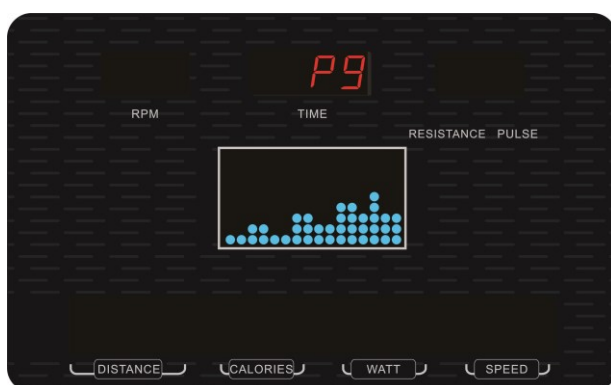 P9
RPM TIME
RESISTANCE PULSE
DISTANCE CALORIES WATT SPEED